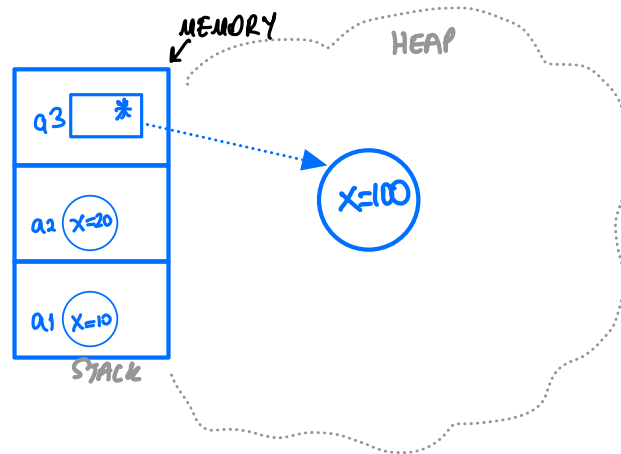 MEMORY
HEAP
a3 *
x=100
a2 x=20
a1 x=10
STACK